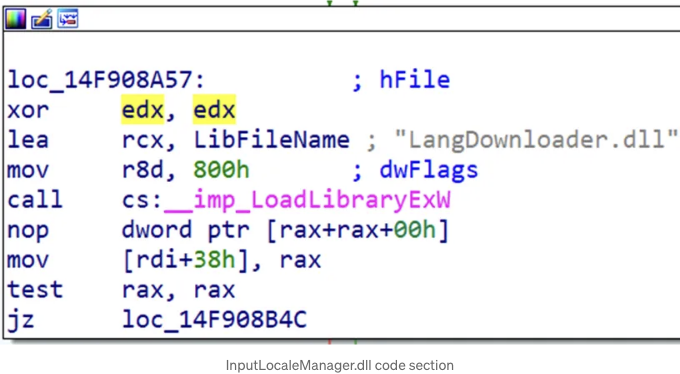 loc_14F908A57: ; hFile
xor edx, edx
lea rcx, LibFileName ; "LangDownloader.dll"
mov r8d, 800h ; dwFlags
call cs:__imp_LoadLibraryExW
nop dword ptr [rax+rax+00h]
mov [rdi+38h], rax
test rax, rax
jz loc_14F908B4C
InputLocaleManager.dll code section